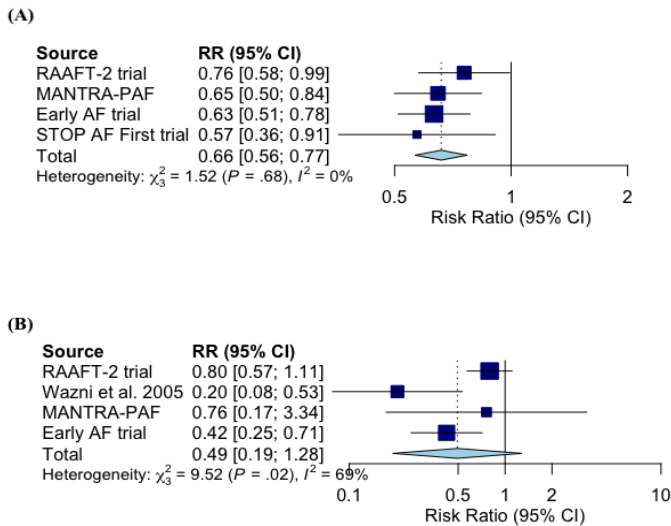 (A)
Source RR (95% CI)
RAAFT-2 trial 0.76 [0.58; 0.99]
MANTRA-PAF 0.65 [0.50; 0.84]
Early AF trial 0.63 [0.51; 0.78]
STOP AF First trial 0.57 [0.36; 0.91]
Total 0.66 [0.56; 0.77]
Heterogeneity: χ²₃ = 1.52 (P = .68), I² = 0%
0.5 1 2
Risk Ratio (95% CI)
(B)
Source RR (95% CI)
RAAFT-2 trial 0.80 [0.57; 1.11]
Wazni et al. 2005 0.20 [0.08; 0.53]
MANTRA-PAF 0.76 [0.17; 3.34]
Early AF trial 0.42 [0.25; 0.71]
Total 0.49 [0.19; 1.28]
Heterogeneity: χ²₃ = 9.52 (P = .02), I² = 69%
0.1 0.5 1 2 10
Risk Ratio (95% CI)